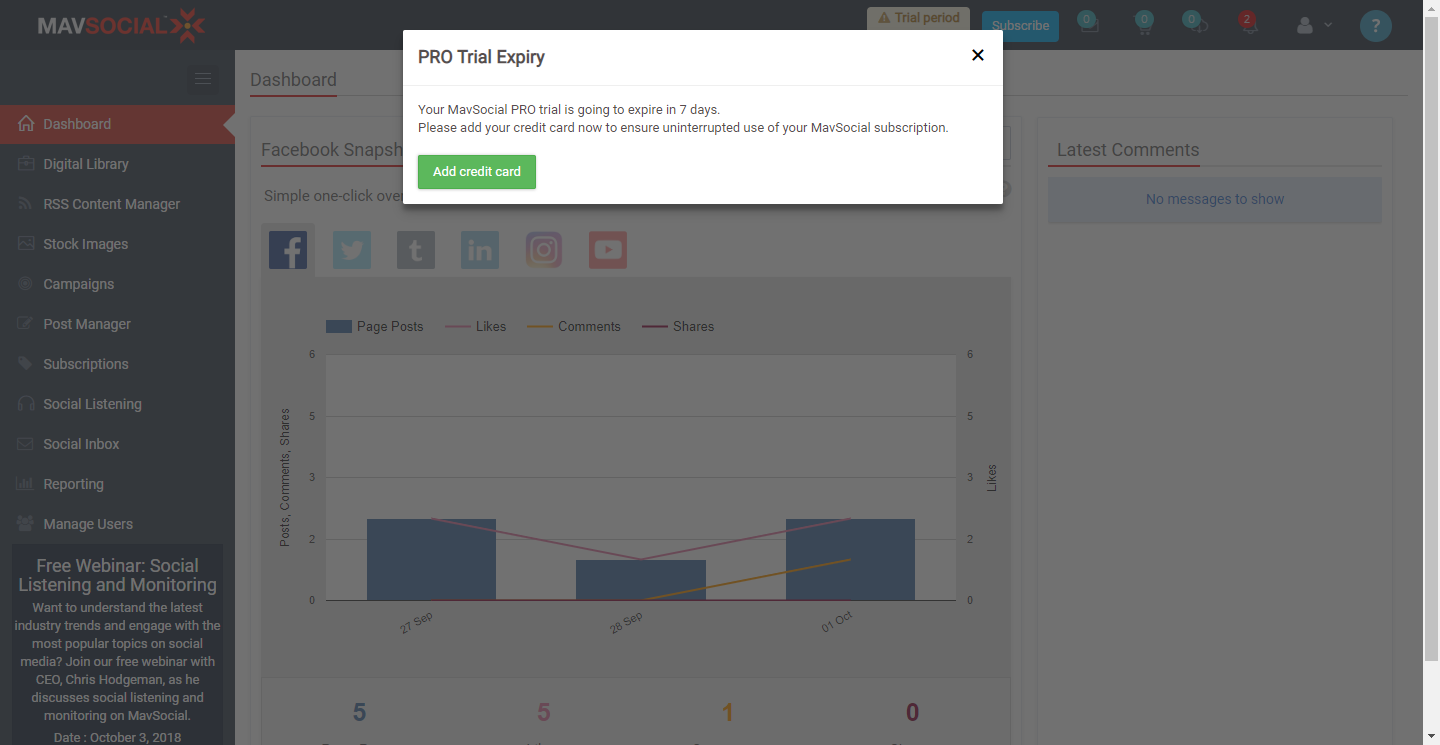 MAVSOCIAL
Trial period
Subscribe
0
0
0
2
?
PRO Trial Expiry
Your MavSocial PRO trial is going to expire in 7 days.
Please add your credit card now to ensure uninterrupted use of your MavSocial subscription.
Add credit card
Dashboard
Digital Library
RSS Content Manager
Stock Images
Campaigns
Post Manager
Subscriptions
Social Listening
Social Inbox
Reporting
Manage Users
Free Webinar: Social
Listening and Monitoring
Want to understand the latest
industry trends and engage with the
most popular topics on social
media? Join our free webinar with
CEO, Chris Hodgeman, as he
discusses social listening and
monitoring on MavSocial.
Date : October 3, 2018
Dashboard
Facebook Snapsh
Simple one-click over
Page Posts
Likes
Comments
Shares
6
5
3
2
0
Posts, Comments, Shares
6
5
3
2
0
Likes
27 Sep
28 Sep
01 Oct
5
5
1
0
Latest Comments
No messages to show